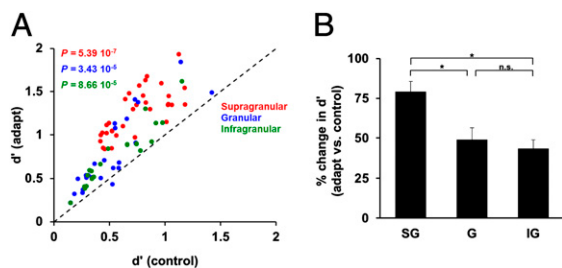 A
B
P = 5.39 10⁻⁷
P = 3.43 10⁻⁶
P = 8.66 10⁻⁵
Supragranular
Granular
Infragranular
2
1.5
1
0.5
0
0
0.5
1
1.5
2
d' (adapt)
d' (control)
*
*
n.s.
100
75
50
25
0
% change in d'
(adapt vs. control)
SG
G
IG